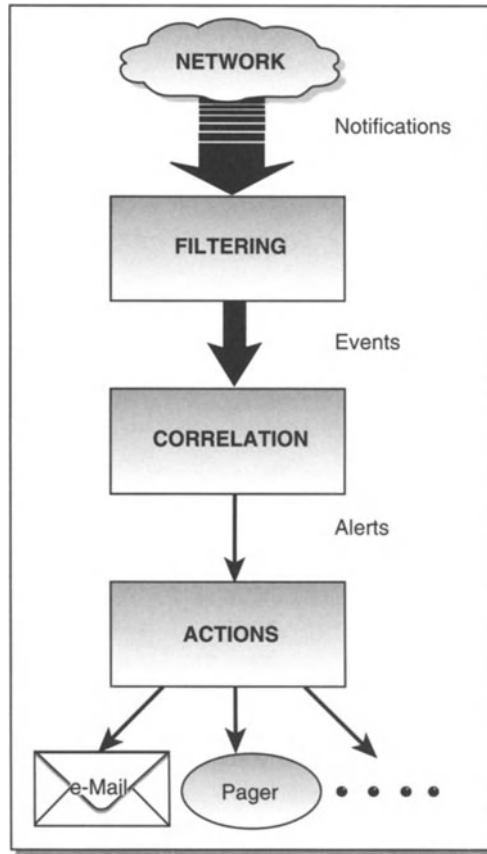 NETWORK
Notifications
FILTERING
Events
CORRELATION
Alerts
ACTIONS
e-Mail
Pager